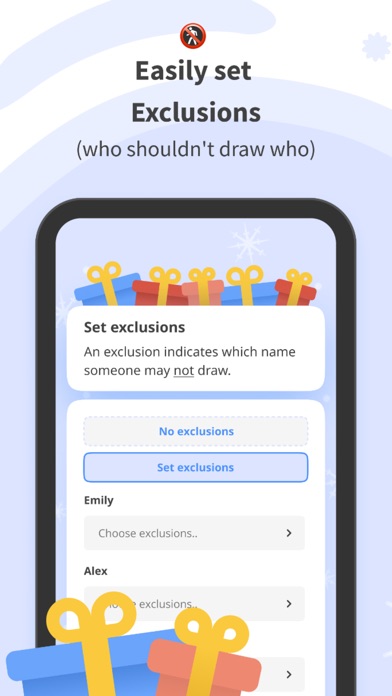 Easily set
Exclusions
(who shouldn't draw who)
Set exclusions
An exclusion indicates which name
someone may not draw.
No exclusions
Set exclusions
Emily
Choose exclusions..
Alex
exclusions..